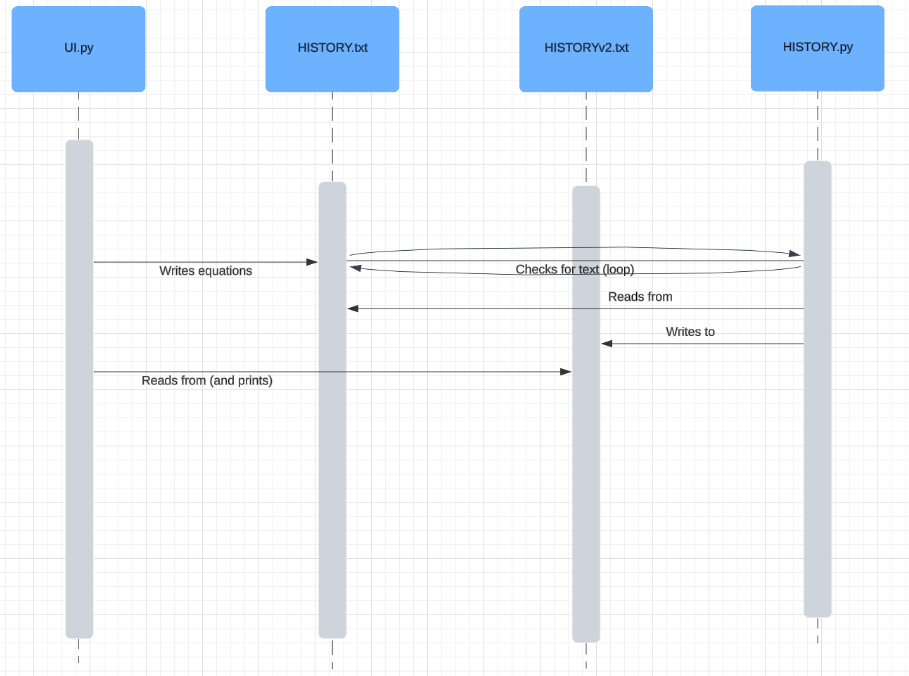 UI.py
HISTORY.txt
HISTORYv2.txt
HISTORY.py
Writes equations
Checks for text (loop)
Reads from
Writes to
Reads from (and prints)